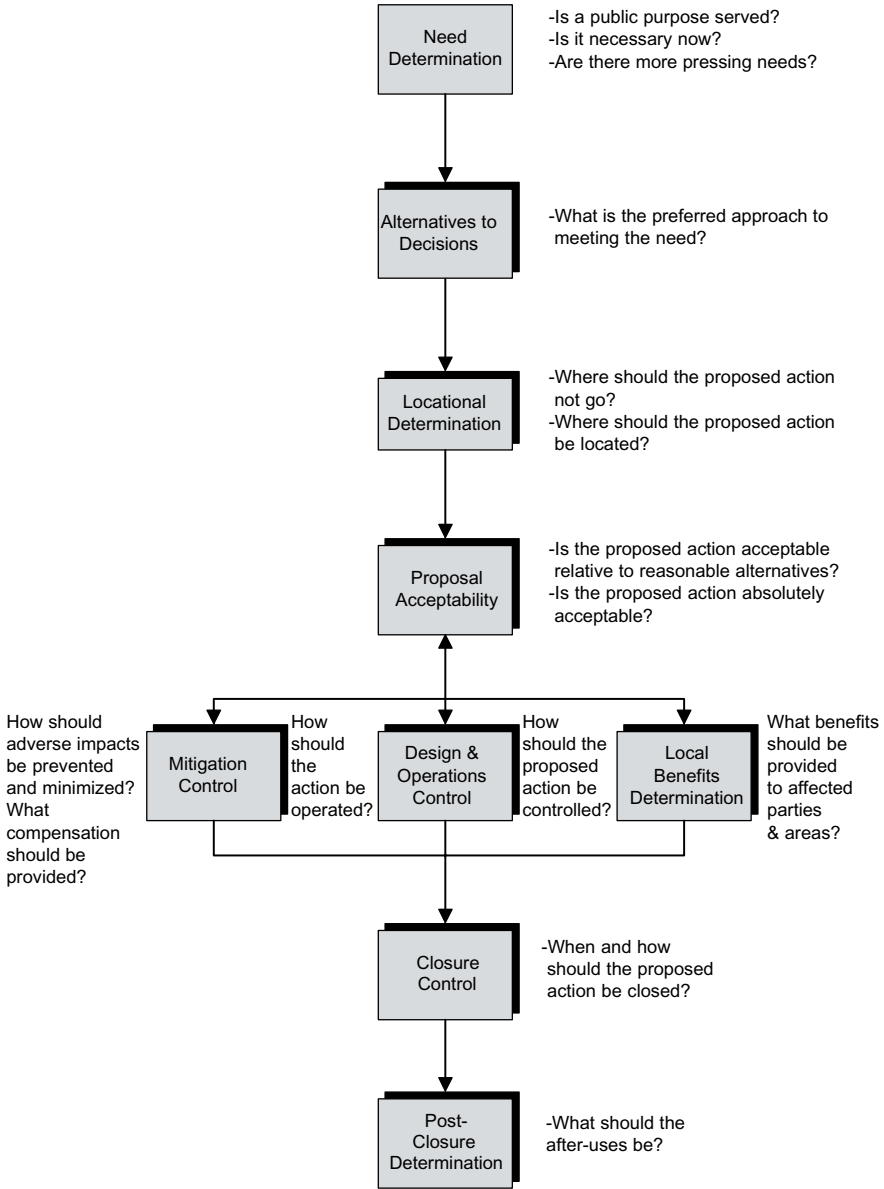 Need
Determination
-Is a public purpose served?
-Is it necessary now?
-Are there more pressing needs?
Alternatives to
Decisions
-What is the preferred approach to
meeting the need?
Locational
Determination
-Where should the proposed action
not go?
-Where should the proposed action
be located?
Proposal
Acceptability
-Is the proposed action acceptable
relative to reasonable alternatives?
-Is the proposed action absolutely
acceptable?
How should
adverse impacts
be prevented
and minimized?
What
compensation
should be
provided?
Mitigation
Control
How
should
the
action be
operated?
Design &
Operations
Control
How
should the
proposed
action be
controlled?
Local
Benefits
Determination
What benefits
should be
provided
to affected
parties
& areas?
Closure
Control
-When and how
should the proposed
action be closed?
Post-
Closure
Determination
-What should the
after-uses be?